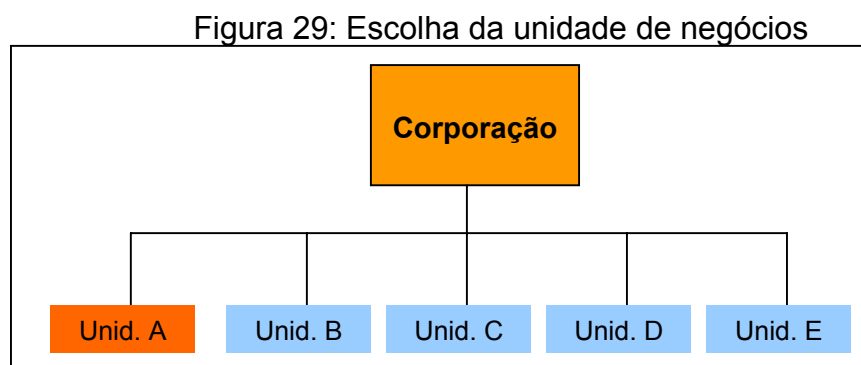 Figura 29: Escolha da unidade de negócios
Corporação
Unid. A
Unid. B
Unid. C
Unid. D
Unid. E